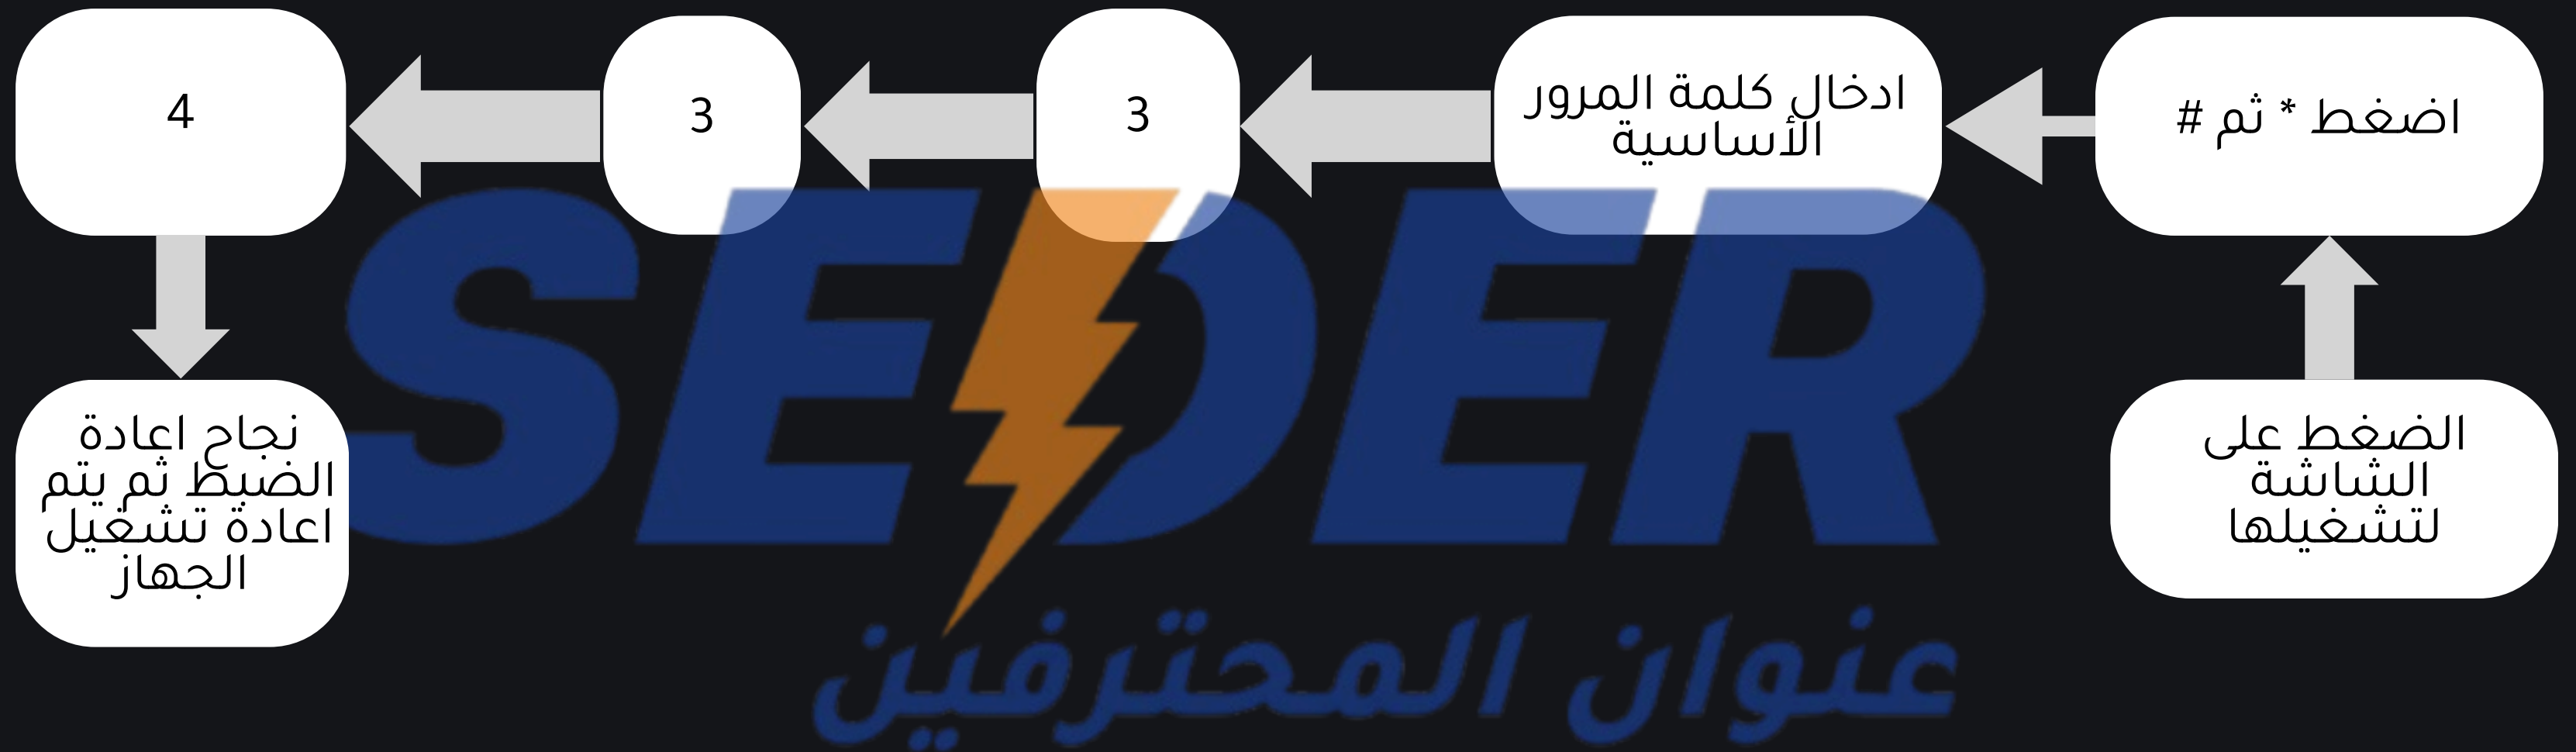 الضغط على
الشاشة
لتشغيلها
اضغط * ثم #
ادخال كلمة المرور
الأساسية
3
3
4
نجاح اعادة
الضبط ثم يتم
اعادة تشغيل
الجهاز
SEDER
عنوان المحترفين